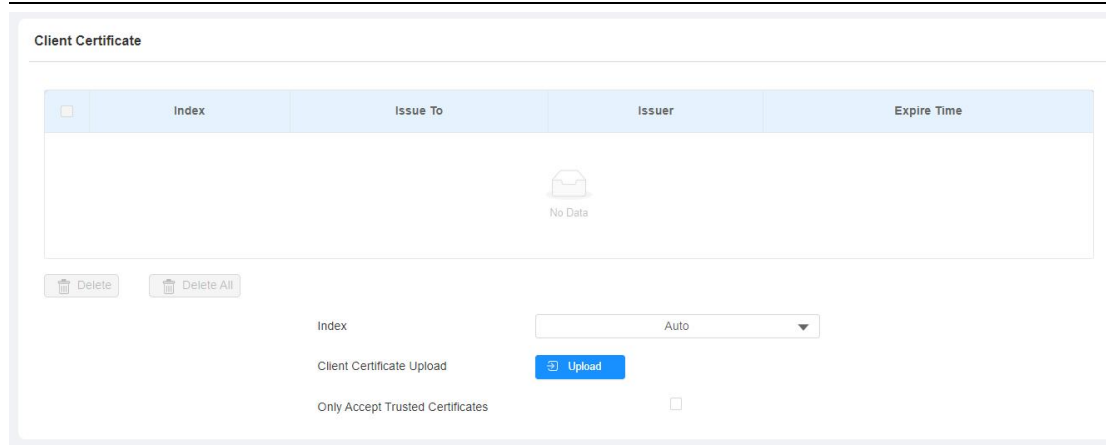 Client Certificate
Index Issue To Issuer Expire Time
No Data
Delete Delete All
Index Auto
Client Certificate Upload Upload
Only Accept Trusted Certificates